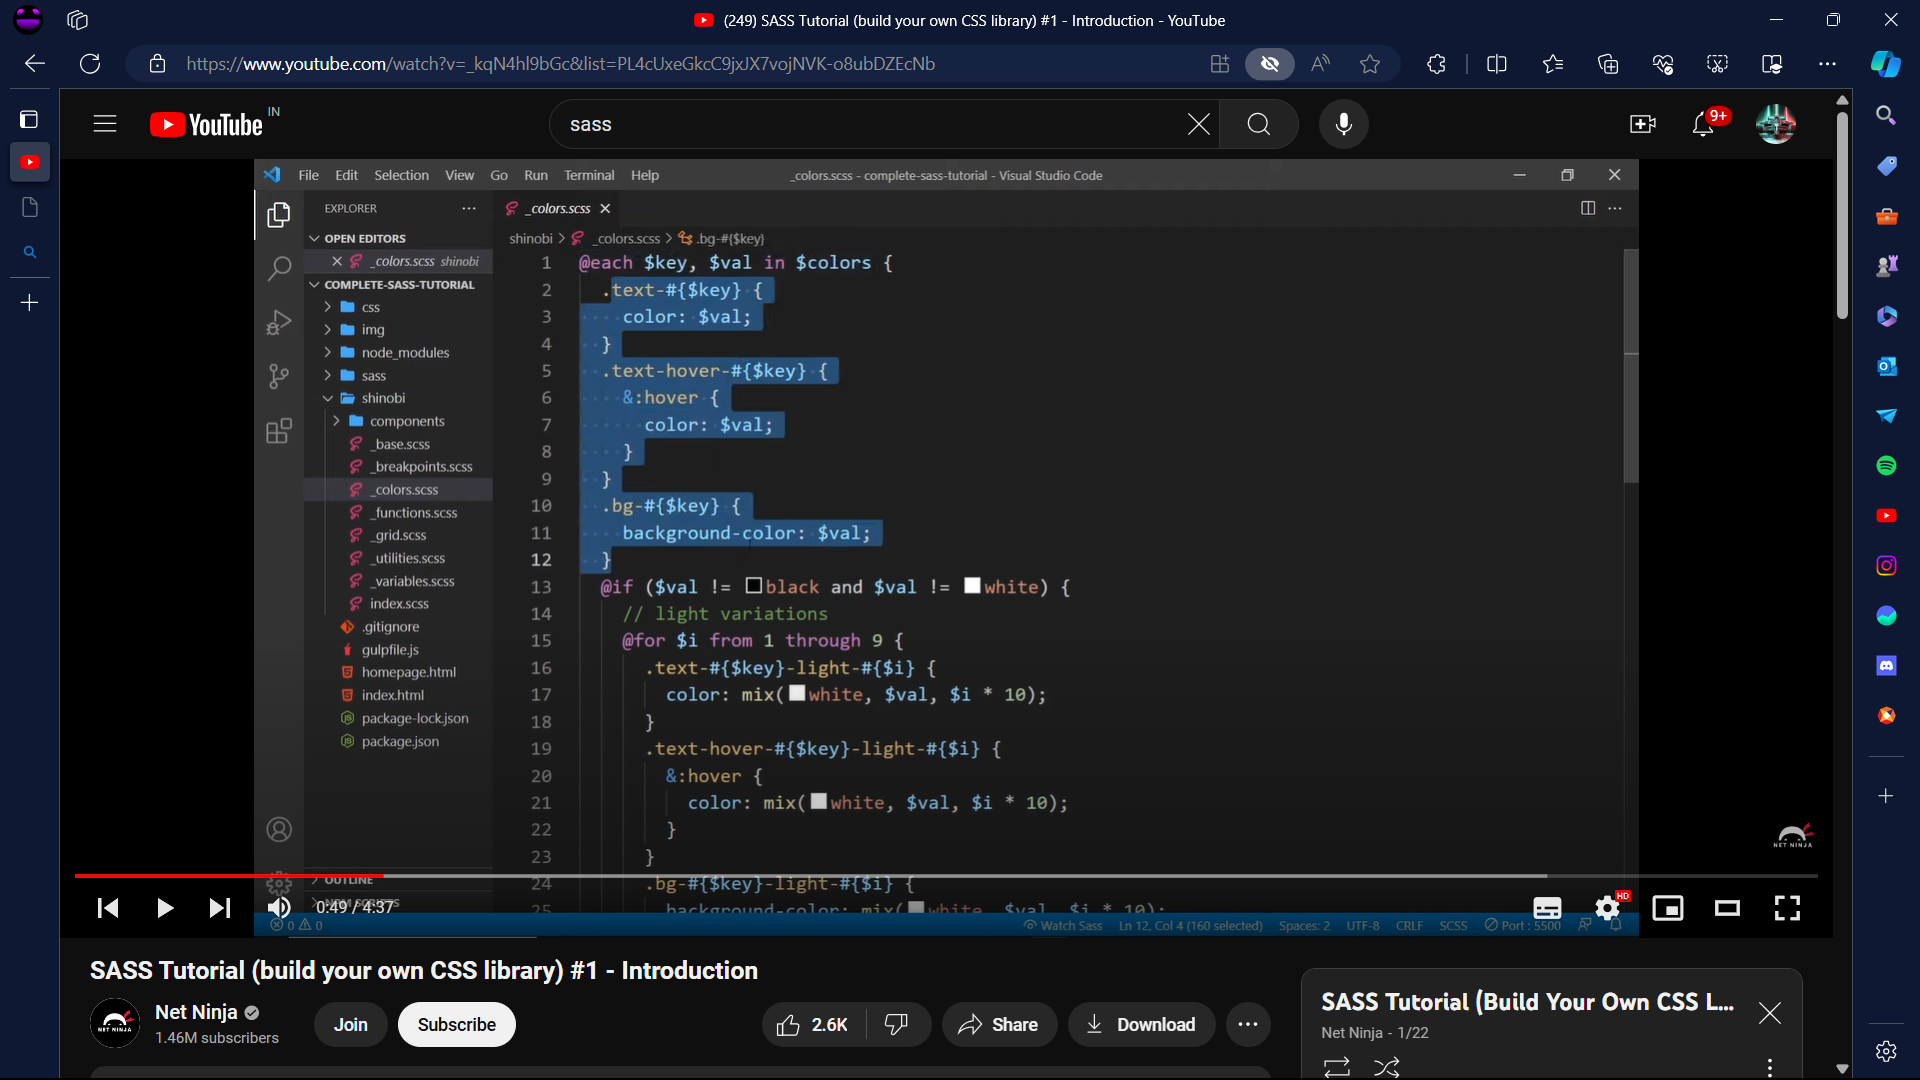 (249) SASS Tutorial (build your own CSS library) #1 - Introduction - YouTube
https://www.youtube.com/watch?v=_kqN4hl9bGc&list=PL4cUxeGkcC9jxJX7vojNVK-o8ubDZEcNb
YouTube IN
sass
9+
File Edit Selection View Go Run Terminal Help
_colors.scss - complete-sass-tutorial - Visual Studio Code
EXPLORER
_colors.scss
OPEN EDITORS
shinobi > _colors.scss > .bg-#{$key}
_colors.scss shinobi
COMPLETE-SASS-TUTORIAL
css
img
node_modules
sass
shinobi
components
_base.scss
_breakpoints.scss
_colors.scss
_functions.scss
_grid.scss
_utilities.scss
_variables.scss
index.scss
.gitignore
gulpfile.js
homepage.html
index.html
package-lock.json
package.json
OUTLINE
NPM SCRIPTS
1 @each $key, $val in $colors {
2 .text-#{$key} {
3 color: $val;
4 }
5 .text-hover-#{$key} {
6 &:hover {
7 color: $val;
8 }
9 }
10 .bg-#{$key} {
11 background-color: $val;
12 }
13 @if ($val != black and $val != white) {
14 // light variations
15 @for $i from 1 through 9 {
16 .text-#{$key}-light-#{$i} {
17 color: mix(white, $val, $i * 10);
18 }
19 .text-hover-#{$key}-light-#{$i} {
20 &:hover {
21 color: mix(white, $val, $i * 10);
22 }
23 }
24 .bg-#{$key}-light-#{$i} {
25 background-color: mix(white, $val, $i * 10);
NET NINJA
0:49 / 4:37
HD
0 0
Watch Sass Ln 12, Col 4 (160 selected) Spaces: 2 UTF-8 CRLF SCSS Port : 5500
SASS Tutorial (build your own CSS library) #1 - Introduction
NET NINJA
Net Ninja
1.46M subscribers
Join
Subscribe
2.6K
Share
Download
SASS Tutorial (Build Your Own CSS L...
Net Ninja - 1/22